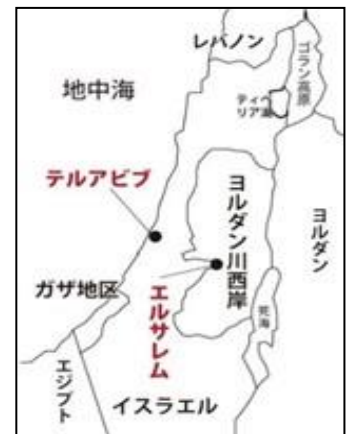 レバノン
ゴラン高原
地中海
ティベ
リア湖
テルアビブ
ヨルダン川西岸
ヨルダン
ガザ地区
エルサレム
死海
エジプト
イスラエル